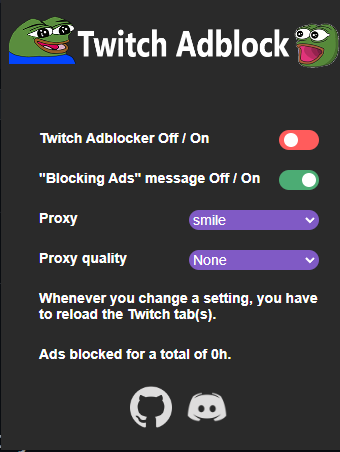 Twitch Adblock
Twitch Adblocker Off / On
"Blocking Ads" message Off / On
Proxy smile
Proxy quality None
Whenever you change a setting, you have
to reload the Twitch tab(s).
Ads blocked for a total of 0h.